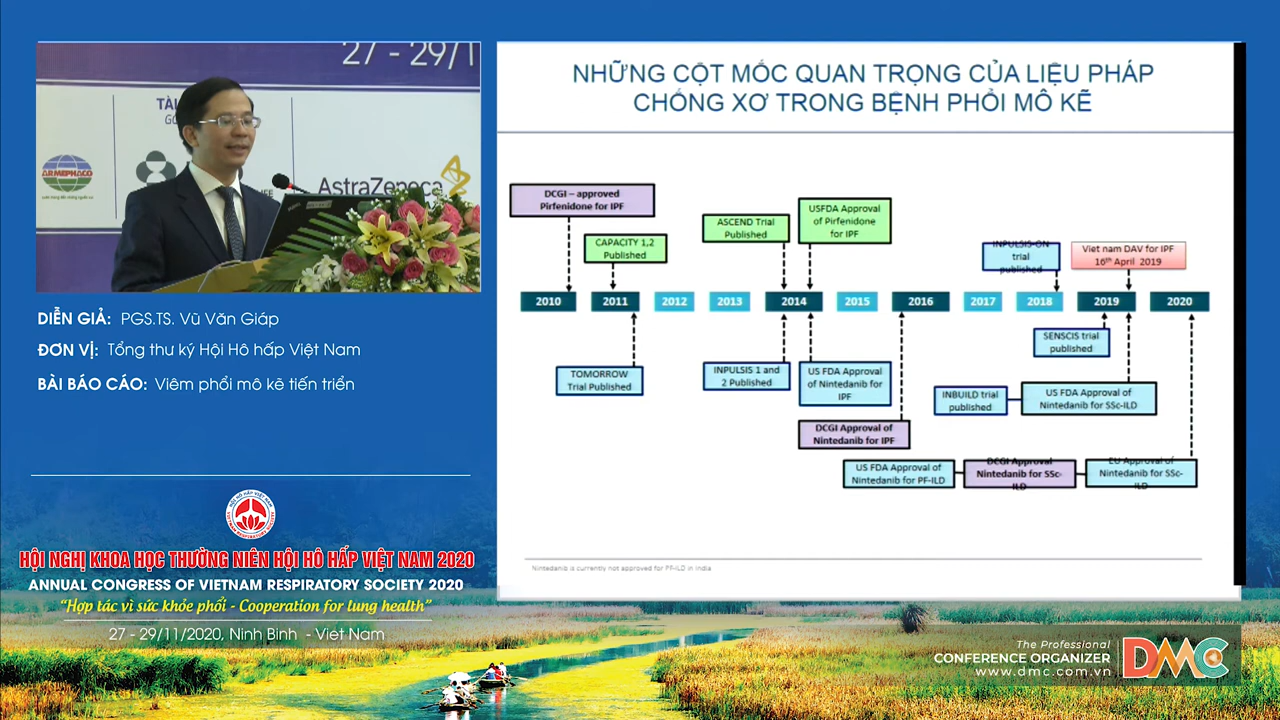 27 - 29/1
TÀI
ARMEPHACO
AstraZeneca
DIỄN GIẢ: PGS.TS. Vũ Văn Giáp
ĐƠN VỊ: Tổng thư ký Hội Hô hấp Việt Nam
BÀI BÁO CÁO: Viêm phổi mô kẽ tiến triển
HỘI NGHỊ KHOA HỌC THƯỜNG NIÊN HỘI HÔ HẤP VIỆT NAM 2020
ANNUAL CONGRESS OF VIETNAM RESPIRATORY SOCIETY 2020
“Hợp tác vì sức khỏe phổi - Cooperation for lung health”
27 - 29/11/2020, Ninh Bình - Việt Nam
NHỮNG CỘT MỐC QUAN TRỌNG CỦA LIỆU PHÁP
CHỐNG XƠ TRONG BỆNH PHỔI MÔ KẼ
DCGI – approved
Pirfenidone for IPF
CAPACITY 1,2
Published
ASCEND Trial
Published
USFDA Approval
of Pirfenidone
for IPF
INPULSIS-ON
trial
published
Viet nam DAV for IPF
16th April 2019
2010 2011 2012 2013 2014 2015 2016 2017 2018 2019 2020
TOMORROW
Trial Published
INPULSIS 1 and
2 Published
US FDA Approval
of Nintedanib for
IPF
SENSCIS trial
published
INBUILD trial
published
US FDA Approval of
Nintedanib for SSc-ILD
DCGI Approval of
Nintedanib for IPF
US FDA Approval of
Nintedanib for PF-ILD
DCGI Approval
Nintedanib for SSc-
ILD
EU Approval of
Nintedanib for SSc-
ILD
Nintedanib is currently not approved for PF-ILD in India
The Professional
CONFERENCE ORGANIZER
www.dmc.com.vn
DMC